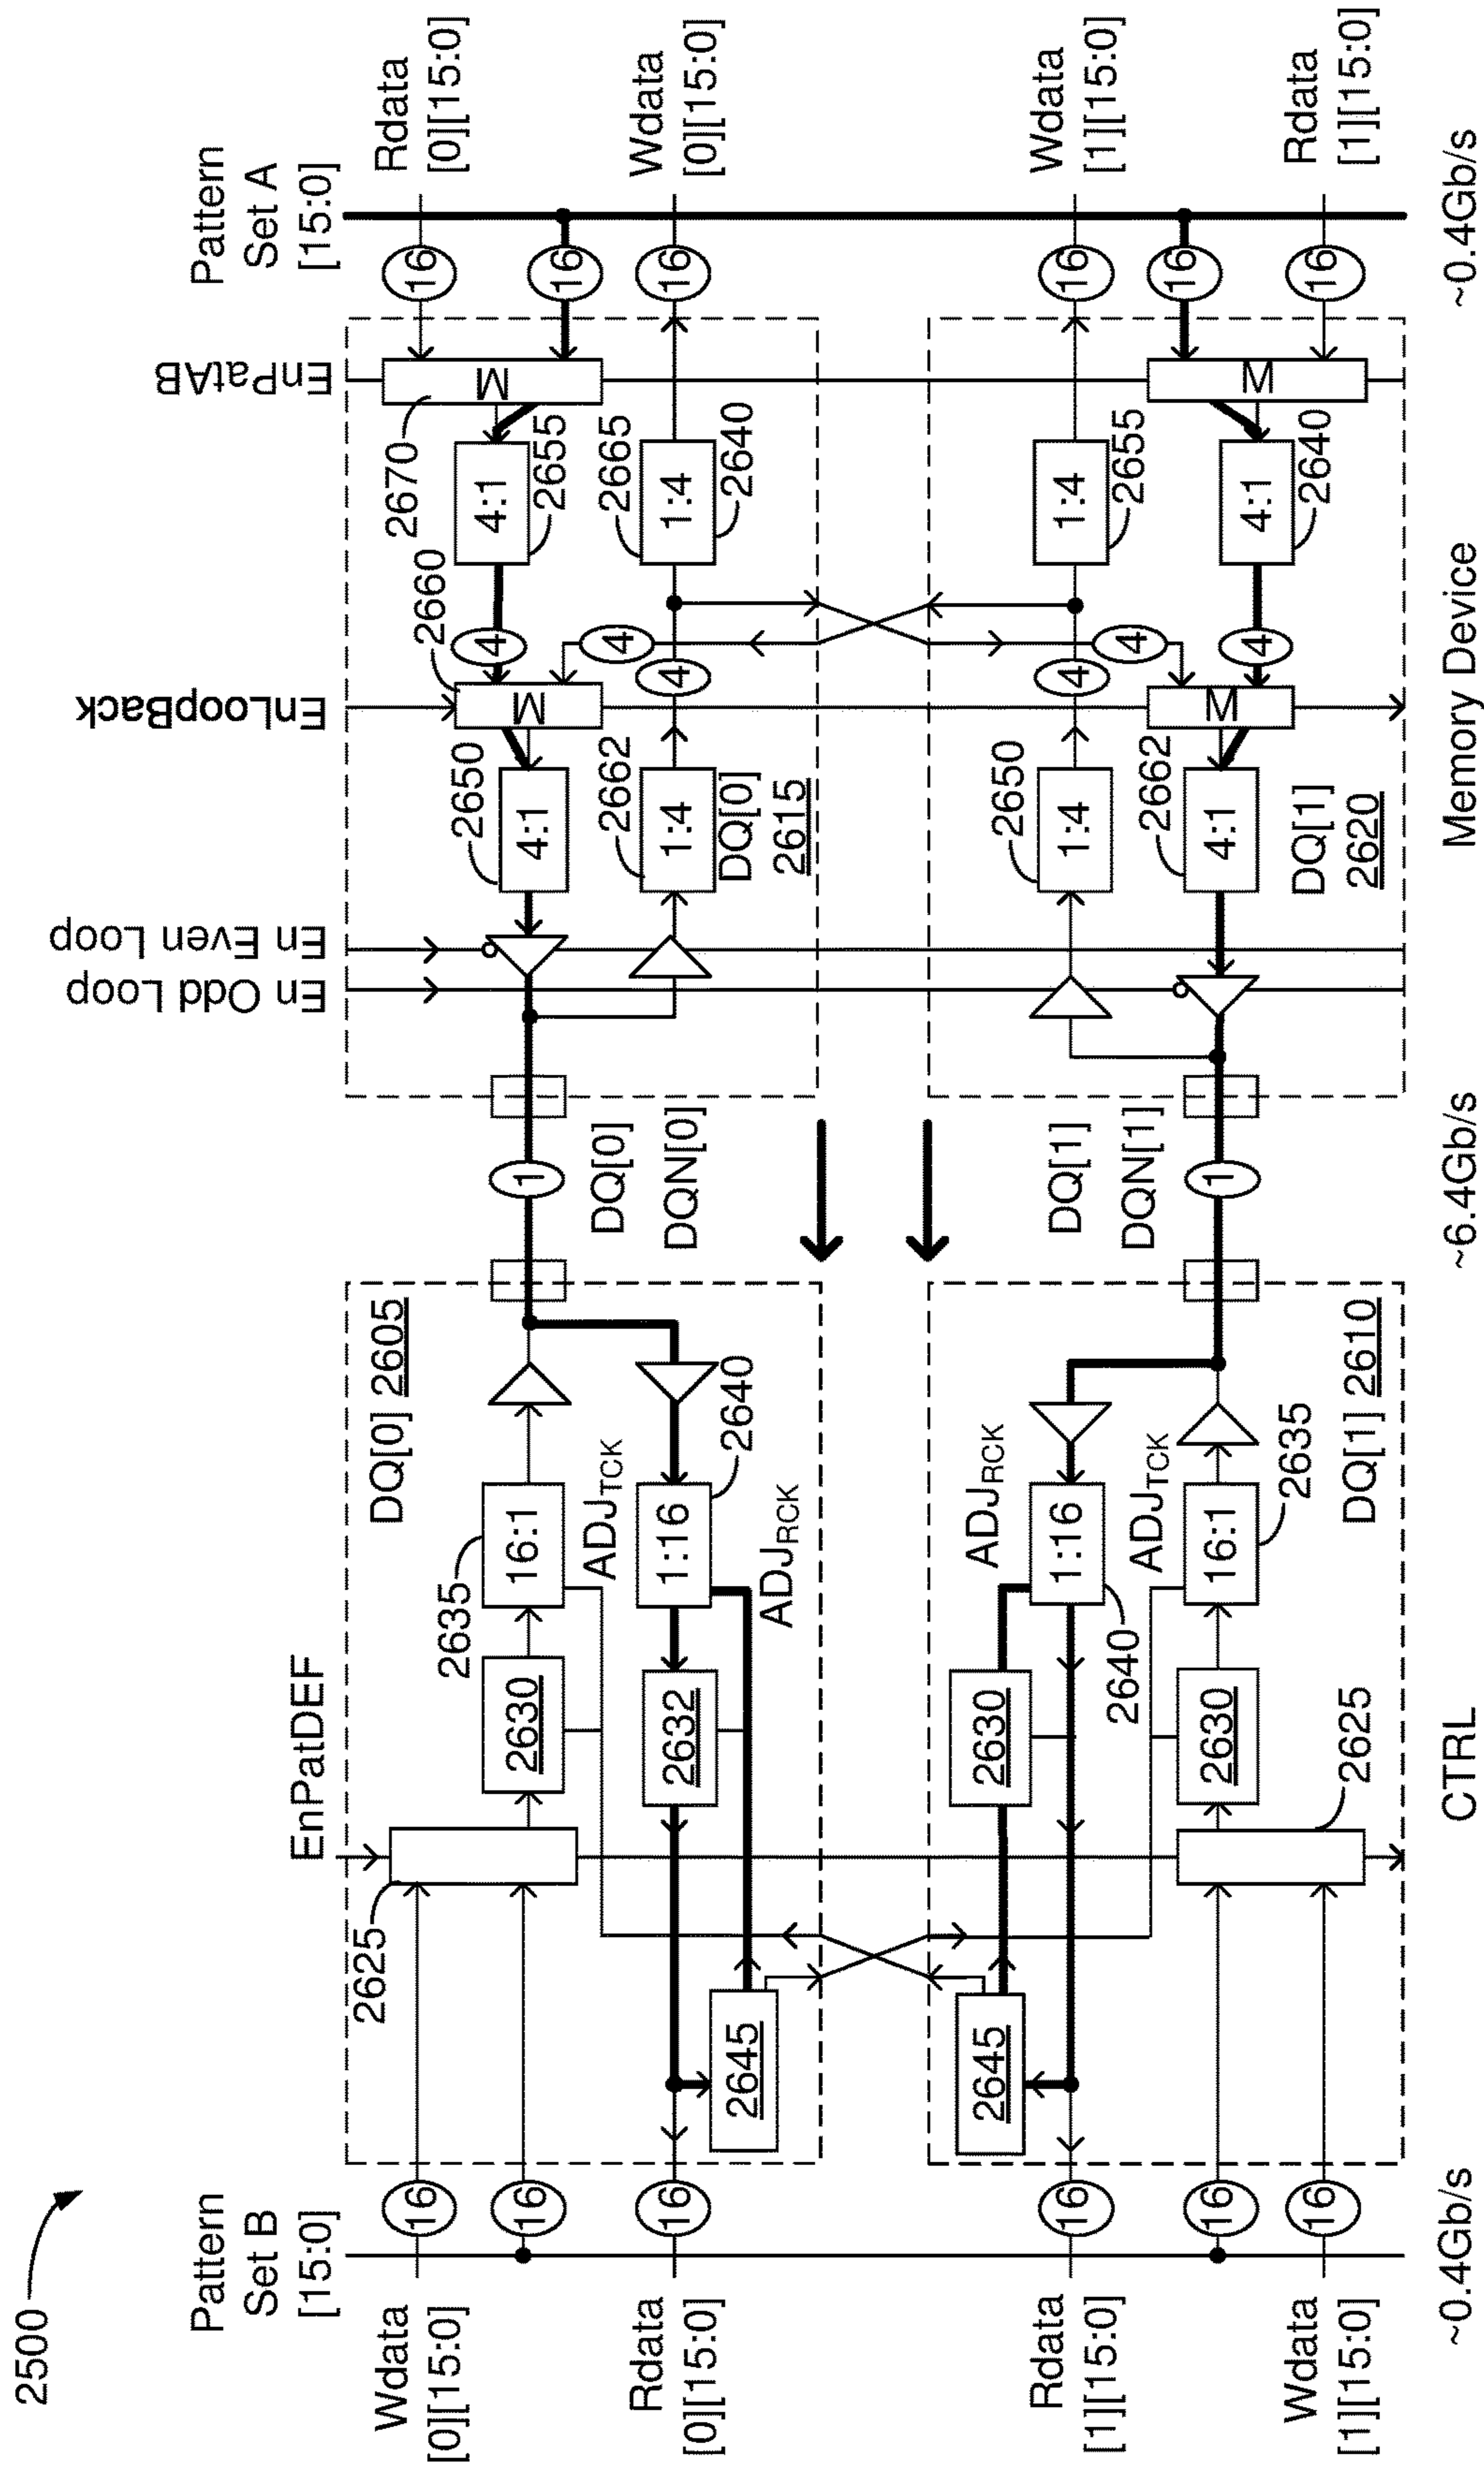 2500
Pattern
Set B
[15:0]
Wdata
[0][15:0]
Rdata
[0][15:0]
Rdata
[1][15:0]
Wdata
[1][15:0]
~0.4Gb/s
16
16
16
16
16
16
EnPatDEF
2625
2630
2635
16:1
DQ[0] 2605
ADJTCK
2632
1:16
2640
ADJRCK
2645
2645
2630
ADJRCK
1:16
2640
ADJTCK
2630
16:1
2635
2625
DQ[1] 2610
CTRL
1
DQ[0]
DQN[0]
DQ[1]
DQN[1]
1
~6.4Gb/s
En Odd Loop
En Even Loop
EnLoopBack
EnPatAB
2650
4:1
2660
M
4
4:1
2655
2670
M
2662
1:4
DQ[0]
2615
4
4
2665
1:4
2640
2650
1:4
4
4
1:4
2655
2662
4:1
DQ[1]
2620
M
4
4:1
2640
M
Memory Device
16
16
16
16
16
16
Pattern
Set A
[15:0]
Rdata
[0][15:0]
Wdata
[0][15:0]
Wdata
[1][15:0]
Rdata
[1][15:0]
~0.4Gb/s